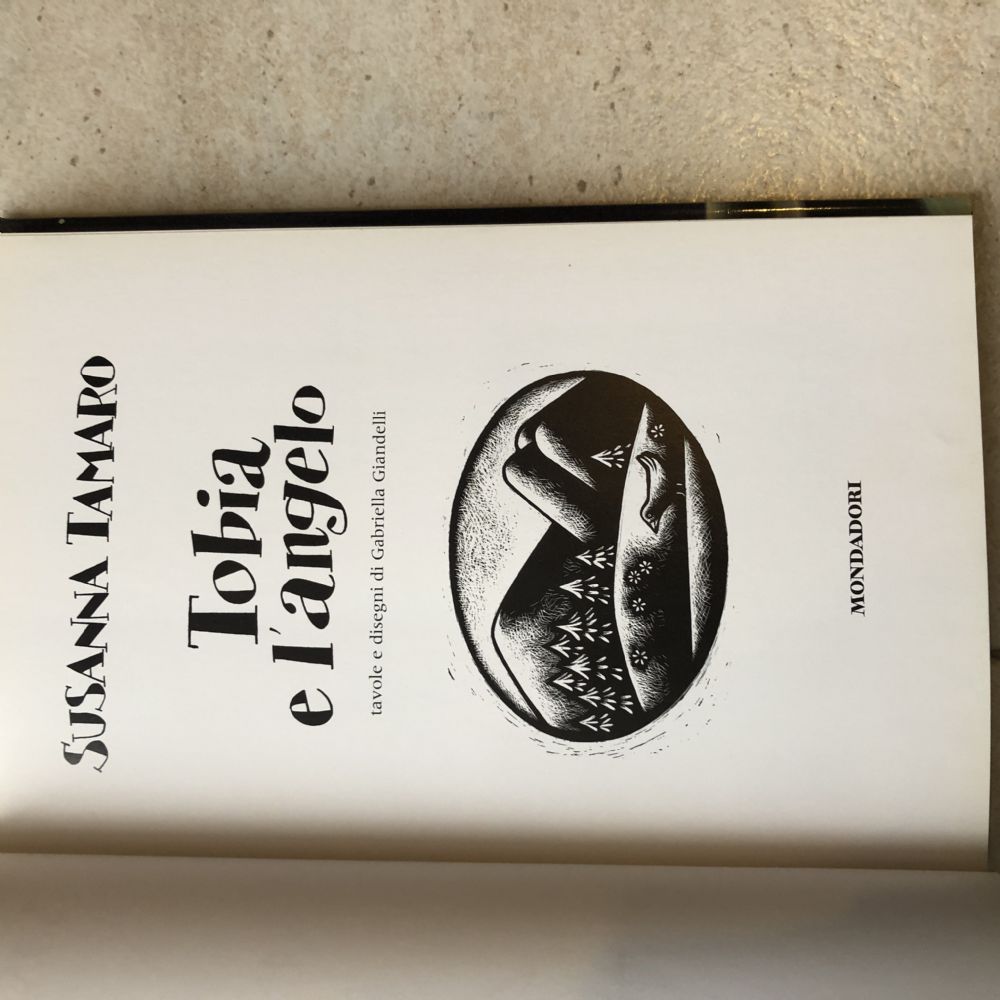 SUSANNA TAMARO
Tobia
e l'angelo
tavole e disegni di Gabriella Giandelli
MONDADORI